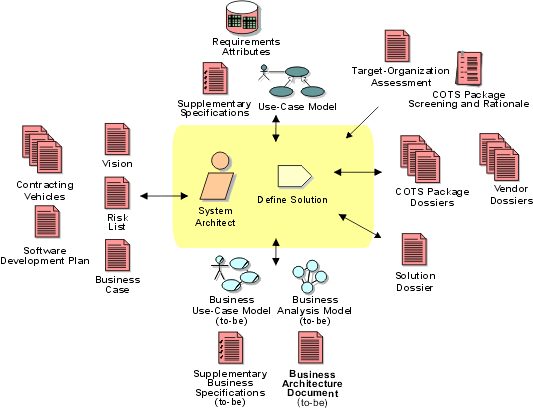 Requirements
Attributes
Target-Organization
Assessment
COTS Package
Screening and Rationale
Supplementary
Specifications
Use-Case Model
Vision
Contracting
Vehicles
Risk
List
Software
Development Plan
Business
Case
System
Architect
Define Solution
COTS Package
Dossiers
Vendor
Dossiers
Solution
Dossier
Business
Use-Case Model
(to-be)
Business
Analysis Model
(to-be)
Supplementary
Business
Specifications
(to-be)
Business
Architecture
Document
(to-be)